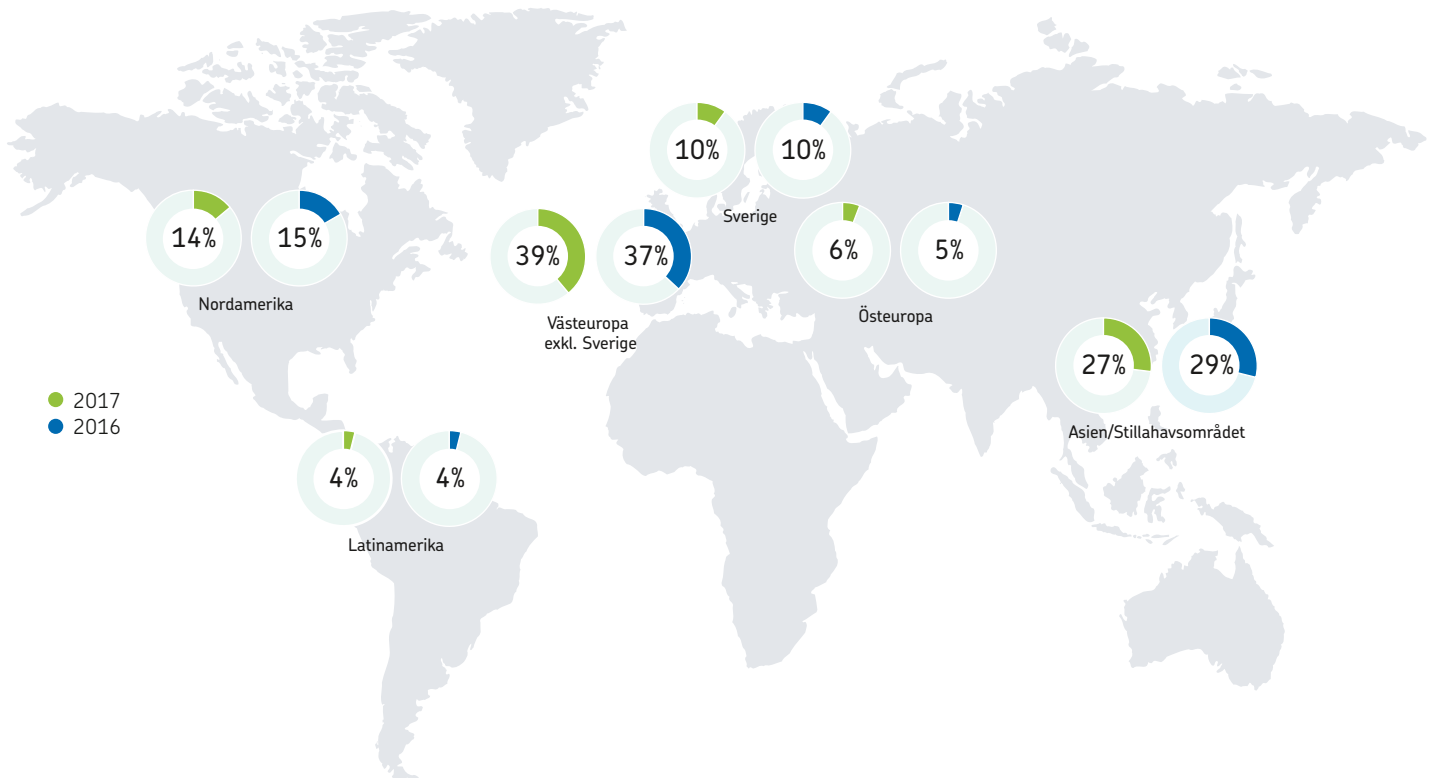 10%
10%
Sverige
14%
15%
Nordamerika
39%
37%
Västeuropa
exkl. Sverige
6%
5%
Östeuropa
27%
29%
Asien/Stillahavsområdet
2017
2016
4%
4%
Latinamerika